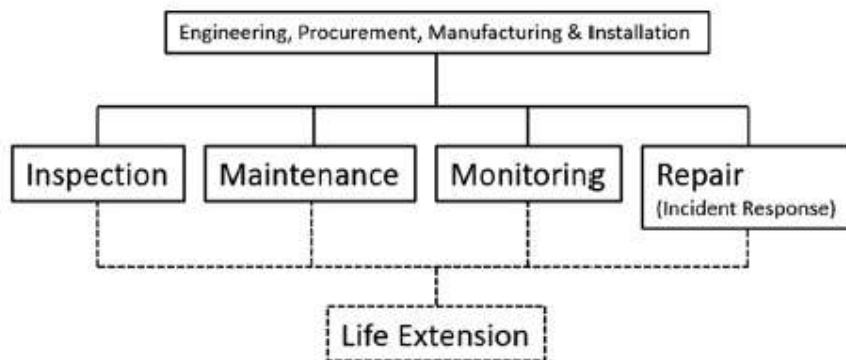 Engineering, Procurement, Manufacturing & Installation
Inspection
Maintenance
Monitoring
Repair
(Incident Response)
Life Extension